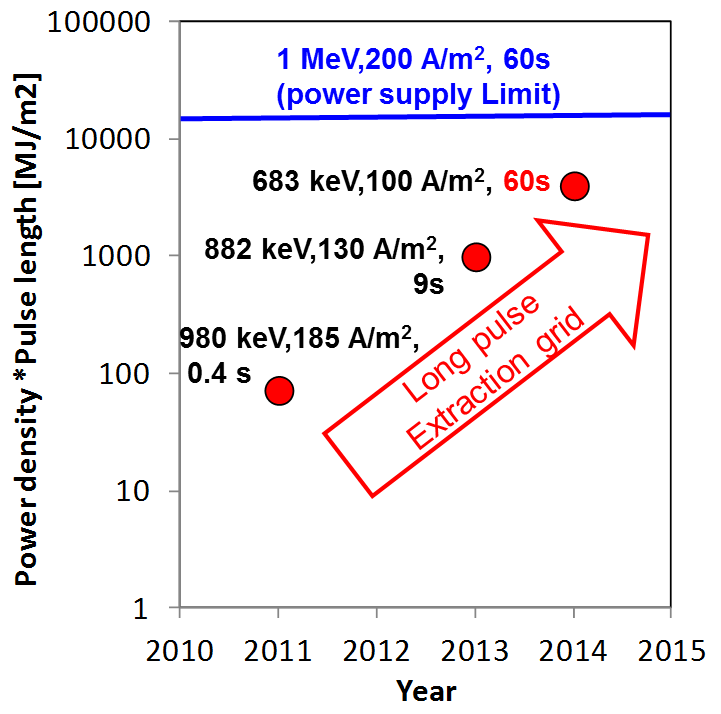 100000
10000
1000
100
10
1
Power density *Pulse length [MJ/m2]
1 MeV,200 A/m², 60s
(power supply Limit)
683 keV,100 A/m², 60s
882 keV,130 A/m²,
9s
980 keV,185 A/m²,
0.4 s
Long pulse
Extraction grid
2010 2011 2012 2013 2014 2015
Year